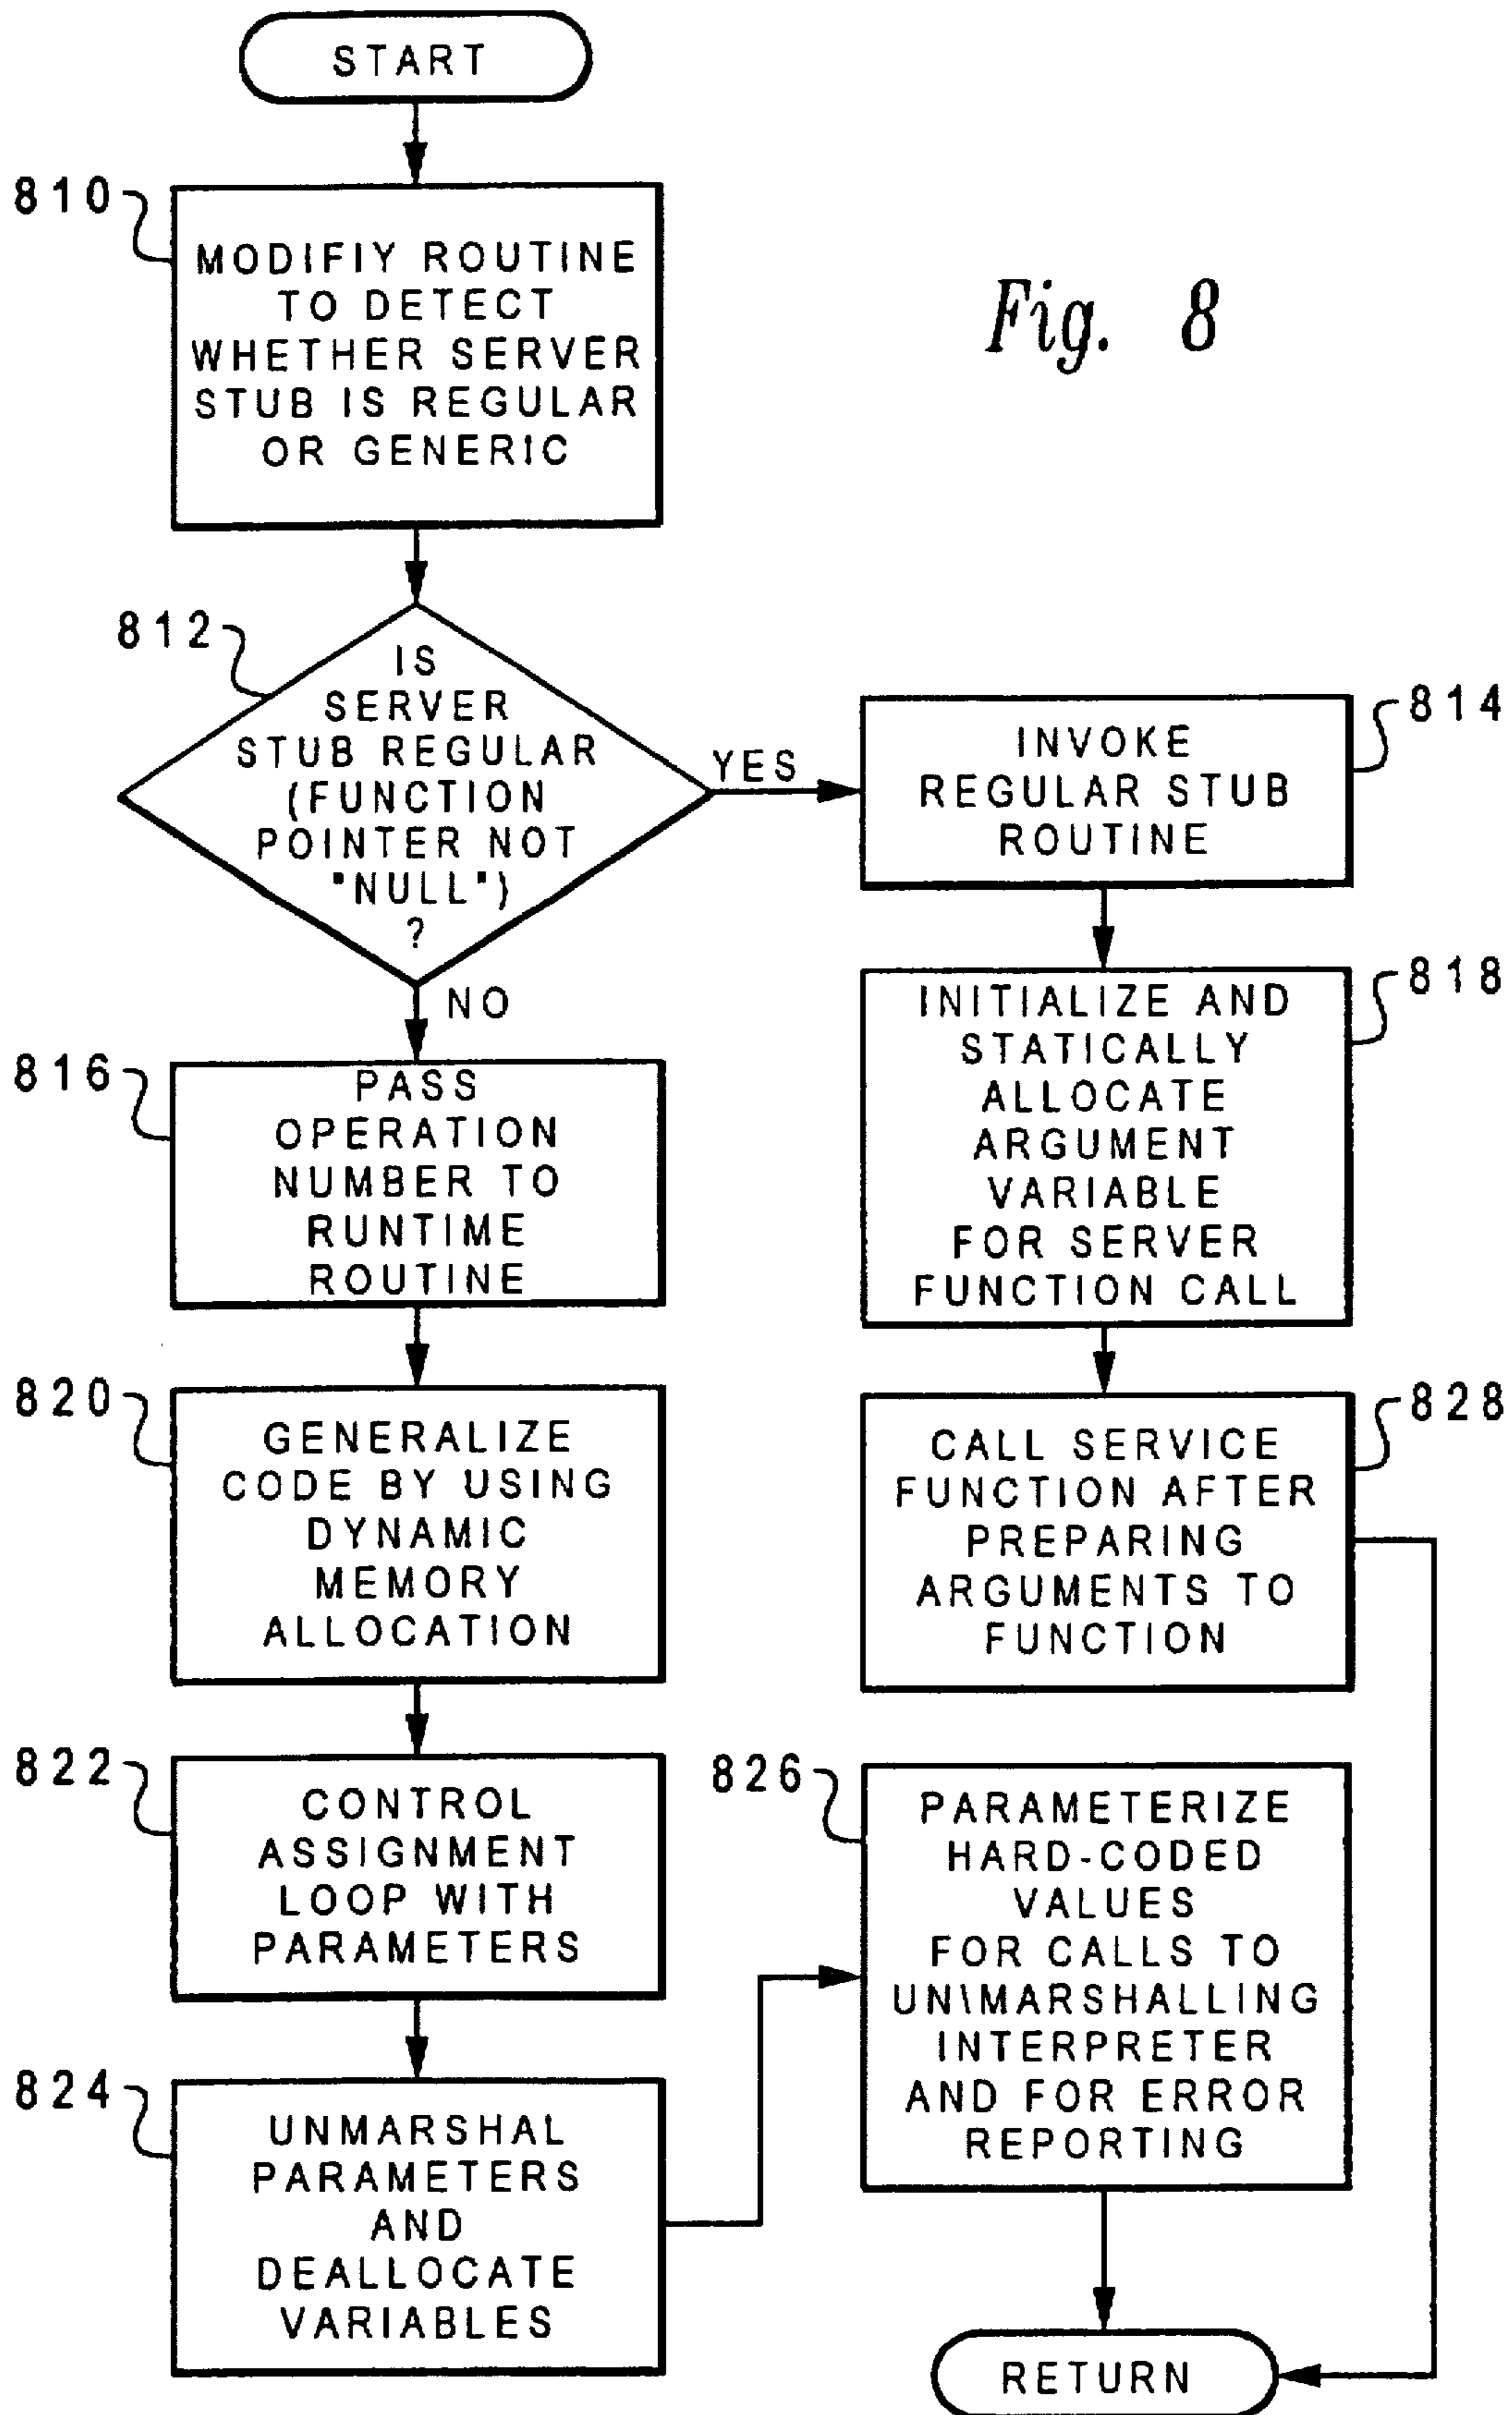 START
810
MODIFIY ROUTINE
TO DETECT
WHETHER SERVER
STUB IS REGULAR
OR GENERIC
Fig. 8
812
IS
SERVER
STUB REGULAR
(FUNCTION
POINTER NOT
"NULL")
?
YES
NO
814
INVOKE
REGULAR STUB
ROUTINE
816
PASS
OPERATION
NUMBER TO
RUNTIME
ROUTINE
818
INITIALIZE AND
STATICALLY
ALLOCATE
ARGUMENT
VARIABLE
FOR SERVER
FUNCTION CALL
820
GENERALIZE
CODE BY USING
DYNAMIC
MEMORY
ALLOCATION
828
CALL SERVICE
FUNCTION AFTER
PREPARING
ARGUMENTS TO
FUNCTION
822
CONTROL
ASSIGNMENT
LOOP WITH
PARAMETERS
824
UNMARSHAL
PARAMETERS
AND
DEALLOCATE
VARIABLES
826
PARAMETERIZE
HARD-CODED
VALUES
FOR CALLS TO
UN\MARSHALLING
INTERPRETER
AND FOR ERROR
REPORTING
RETURN